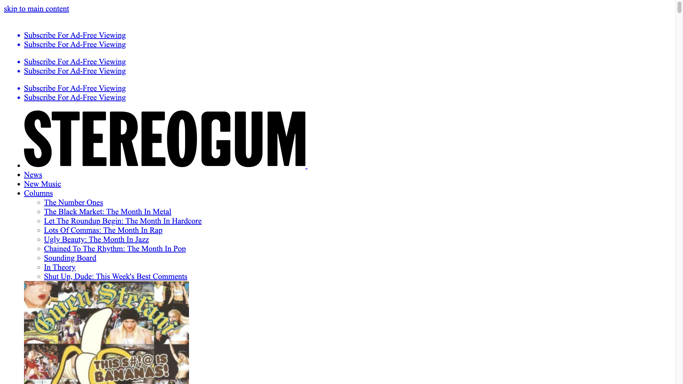 skip to main content
Subscribe For Ad-Free Viewing
Subscribe For Ad-Free Viewing
Subscribe For Ad-Free Viewing
Subscribe For Ad-Free Viewing
Subscribe For Ad-Free Viewing
Subscribe For Ad-Free Viewing
STEREOGUM
News
New Music
Columns
The Number Ones
The Black Market: The Month In Metal
Let The Roundup Begin: The Month In Hardcore
Lots Of Commas: The Month In Rap
Ugly Beauty: The Month In Jazz
Chained To The Rhythm: The Month In Pop
Sounding Board
In Theory
Shut Up, Dude: This Week's Best Comments
Gwen Stefani
THIS S#!@ IS
BANANAS!